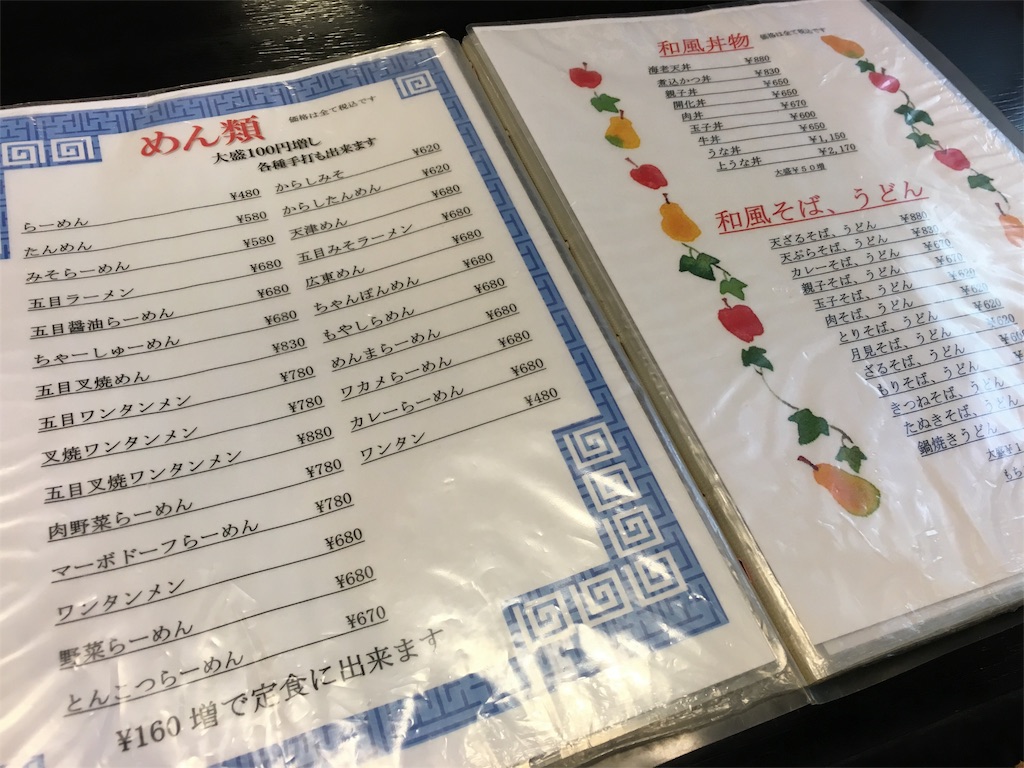 めん類
価格は全て税込です
大盛100円増し
各種手打も出来ます
らーめん ¥480
たんめん ¥580
みそらーめん ¥580
五目ラーメン ¥680
五目醤油らーめん ¥680
ちゃーしゅーめん ¥680
五目叉焼めん ¥830
五目ワンタンメン ¥780
叉焼ワンタンメン ¥780
五目叉焼ワンタンメン ¥880
肉野菜らーめん ¥780
マーボドーフらーめん ¥780
ワンタンメン ¥680
野菜らーめん ¥680
とんこつらーめん ¥670
からしみそ ¥620
からしたんめん ¥620
天津めん ¥680
五目みそラーメン ¥680
広東めん ¥680
ちゃんぽんめん ¥680
もやしらめん ¥680
めんまらーめん ¥680
ワカメらーめん ¥580
カレーらーめん ¥680
ワンタン ¥480
¥160 増で定食に出来ます
和風丼物
価格は全て税込です
海老天丼 ¥880
煮込かつ丼 ¥830
親子丼 ¥650
開化丼 ¥650
肉丼 ¥670
玉子丼 ¥600
牛丼 ¥650
うな丼 ¥1,150
上うな丼 ¥2,170
大盛¥50増
和風そば、うどん
天ざるそば、うどん ¥880
天ぷらそば、うどん ¥830
カレーそば、うどん ¥670
親子そば、うどん ¥670
玉子そば、うどん
肉そば、うどん ¥620
とりそば、うどん ¥620
月見そば、うどん
ざるそば、うどん
もりそば、うどん
きつねそば、うどん
たぬきそば、うどん
鍋焼きうどん
大盛¥1
もち